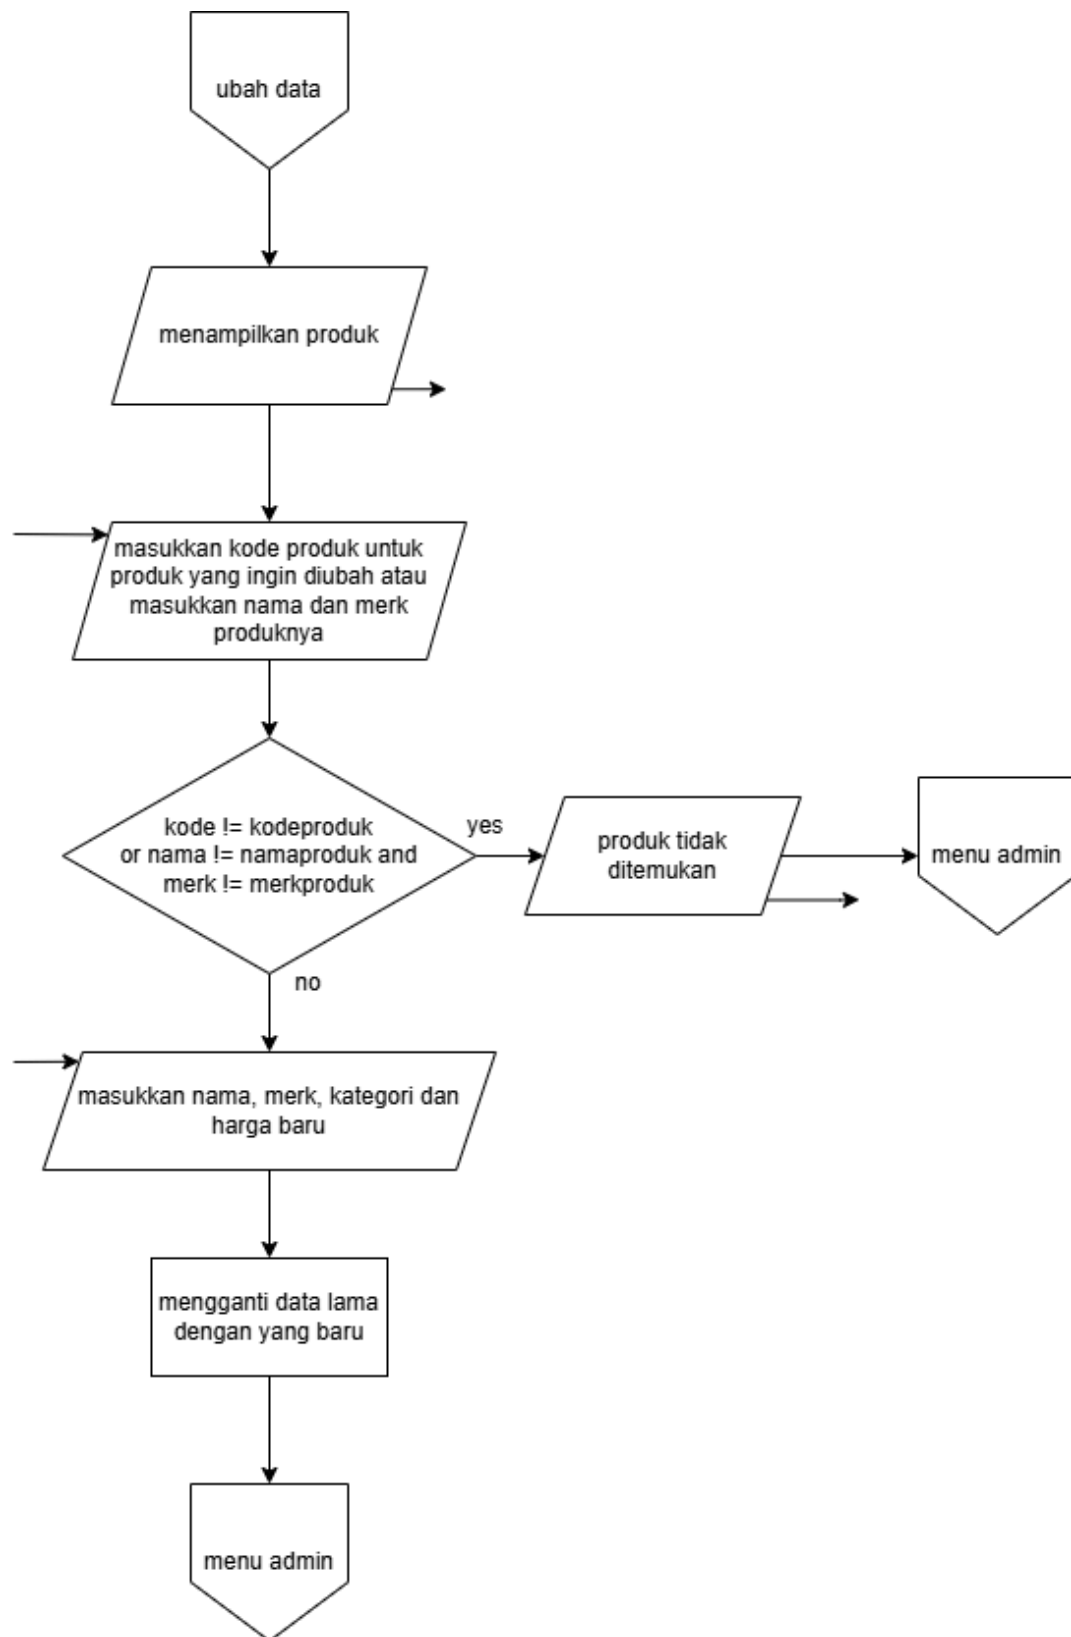 ubah data
menampilkan produk
masukkan kode produk untuk
produk yang ingin diubah atau
masukkan nama dan merk
produknya
kode != kodeproduk
or nama != namaproduk and
merk != merkproduk
yes
produk tidak
ditemukan
menu admin
no
masukkan nama, merk, kategori dan
harga baru
mengganti data lama
dengan yang baru
menu admin